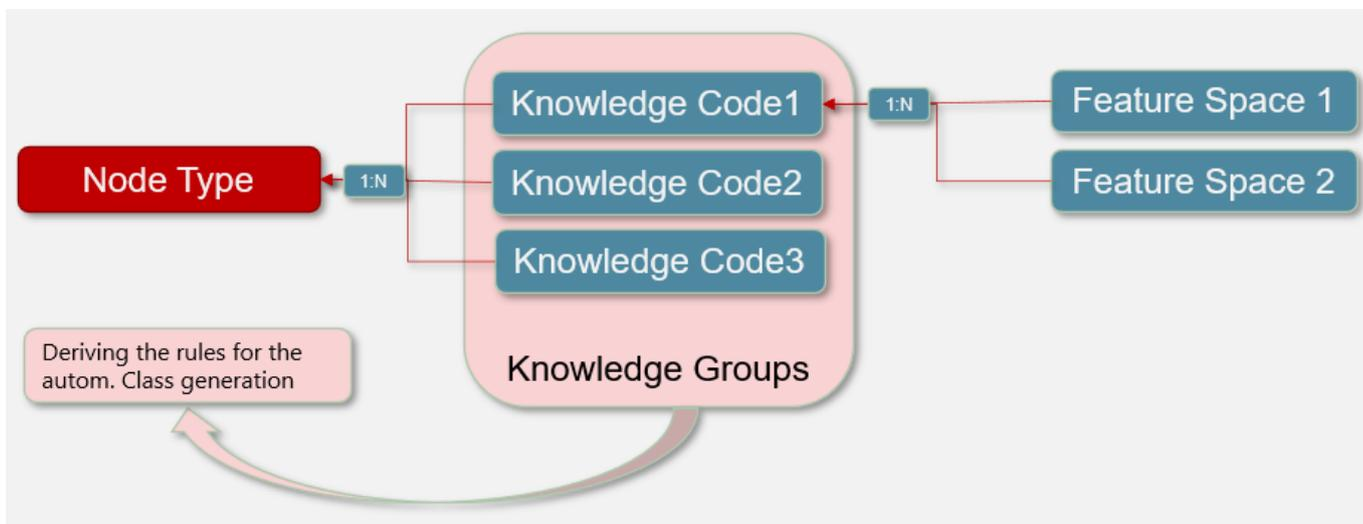 Knowledge Code1
1:N
Feature Space 1
Node Type
1:N
Knowledge Code2
Feature Space 2
Knowledge Code3
Deriving the rules for the
autom. Class generation
Knowledge Groups